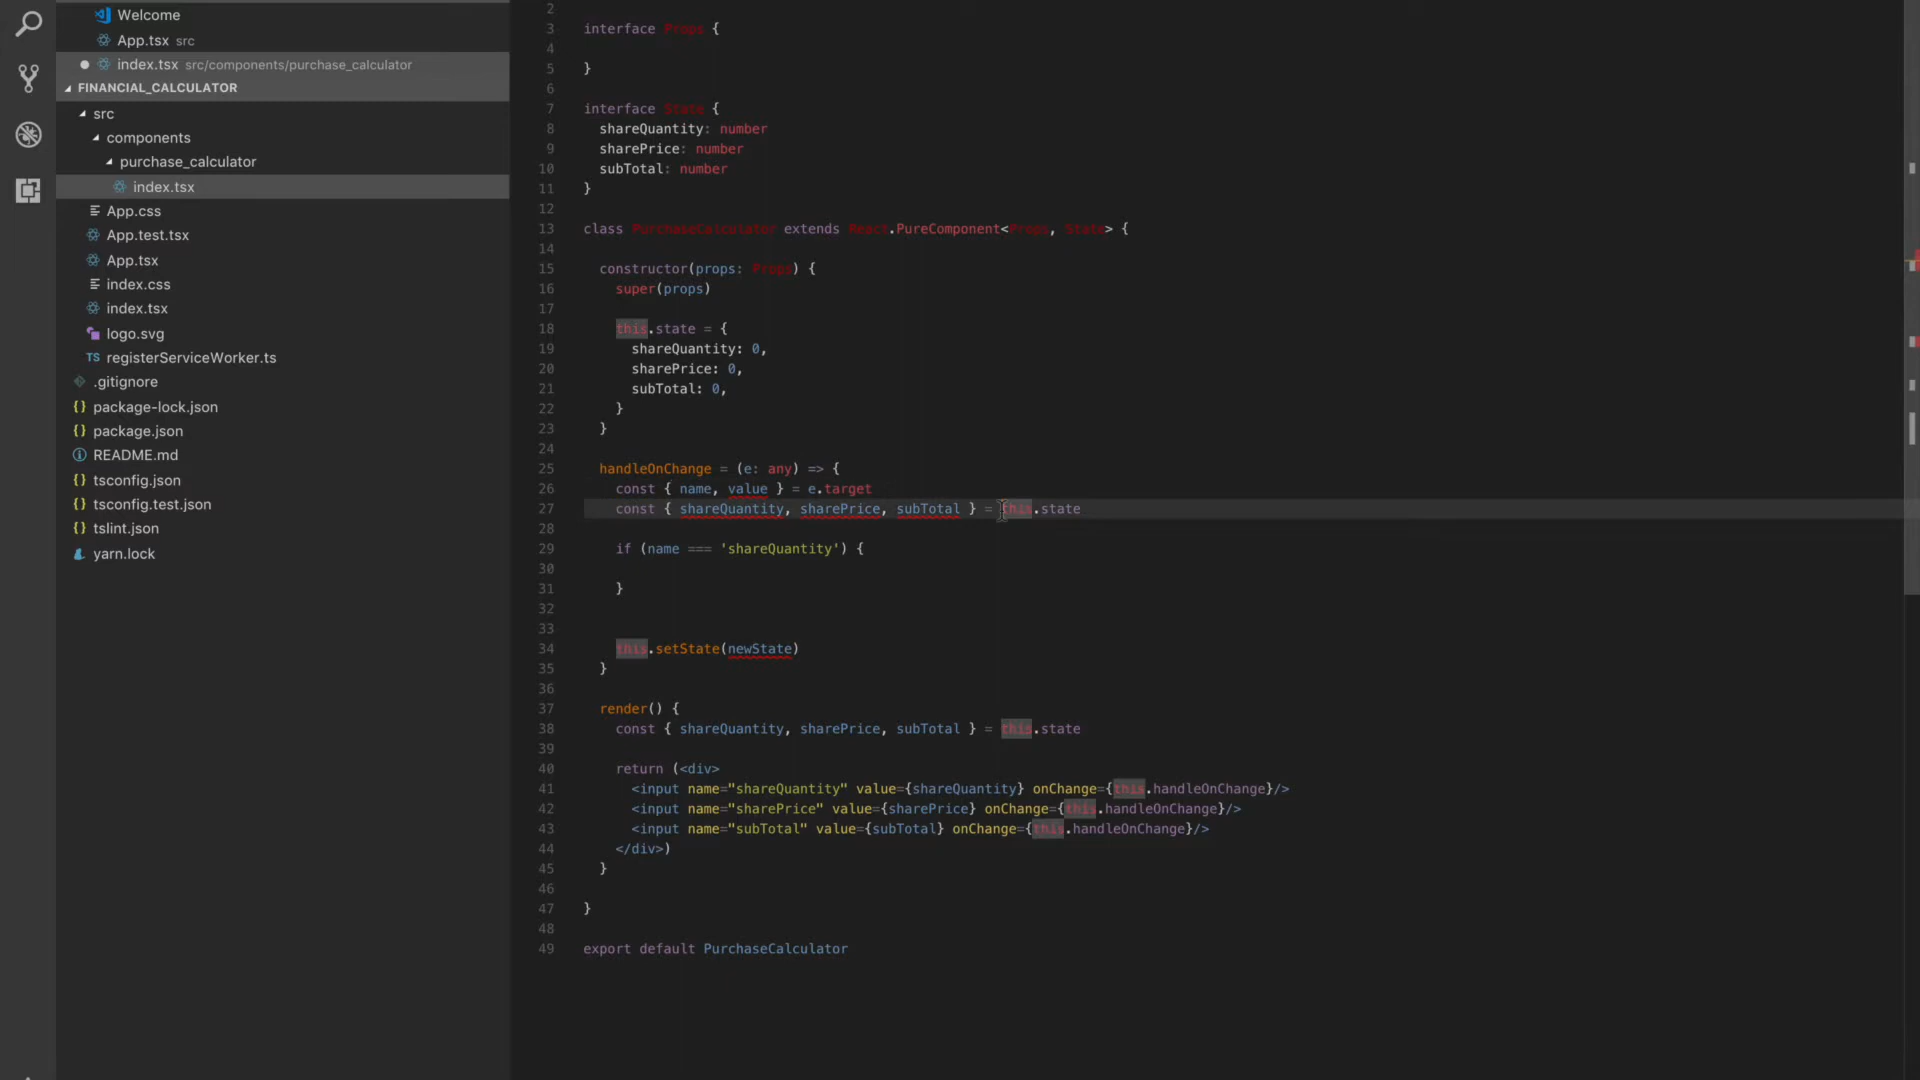 Welcome
App.tsx src
index.tsx src/components/purchase_calculator
FINANCIAL_CALCULATOR
src
components
purchase_calculator
index.tsx
App.css
App.test.tsx
App.tsx
index.css
index.tsx
logo.svg
TS registerServiceWorker.ts
.gitignore
{} package-lock.json
{} package.json
README.md
{} tsconfig.json
{} tsconfig.test.json
{} tslint.json
yarn.lock
2
3 interface Props {
4
5 }
6
7 interface State {
8 shareQuantity: number
9 sharePrice: number
10 subTotal: number
11 }
12
13 class PurchaseCalculator extends React.PureComponent<Props, State> {
14
15 constructor(props: Props) {
16 super(props)
17
18 this.state = {
19 shareQuantity: 0,
20 sharePrice: 0,
21 subTotal: 0,
22 }
23 }
24
25 handleOnChange = (e: any) => {
26 const { name, value } = e.target
27 const { shareQuantity, sharePrice, subTotal } = this.state
28
29 if (name === 'shareQuantity') {
30
31 }
32
33
34 this.setState(newState)
35 }
36
37 render() {
38 const { shareQuantity, sharePrice, subTotal } = this.state
39
40 return (<div>
41 <input name="shareQuantity" value={shareQuantity} onChange={this.handleOnChange}/>
42 <input name="sharePrice" value={sharePrice} onChange={this.handleOnChange}/>
43 <input name="subTotal" value={subTotal} onChange={this.handleOnChange}/>
44 </div>)
45 }
46
47 }
48
49 export default PurchaseCalculator